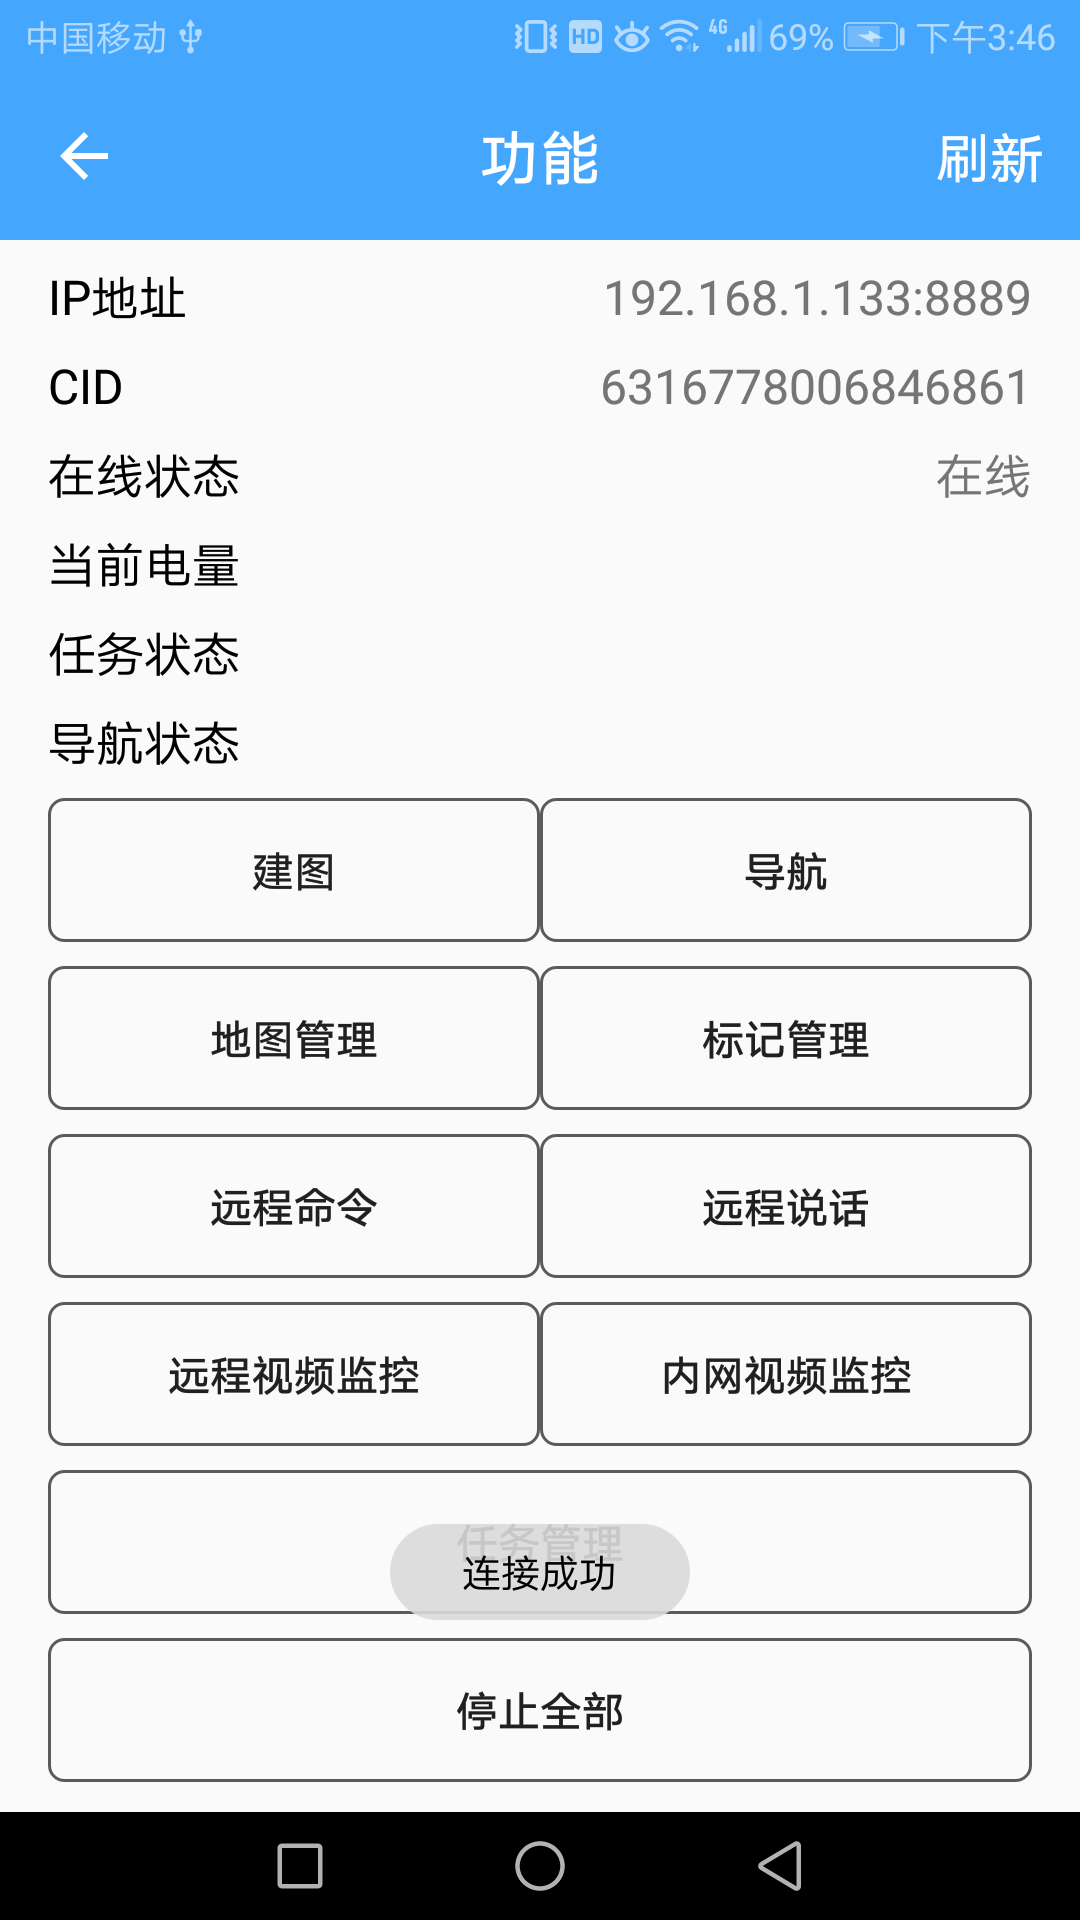 中国移动 HD 4G 69% 下午3:46
功能 刷新
IP地址 192.168.1.133:8889
CID 6316778006846861
在线状态 在线
当前电量
任务状态
导航状态
建图 导航
地图管理 标记管理
远程命令 远程说话
远程视频监控 内网视频监控
任务管理
连接成功
停止全部